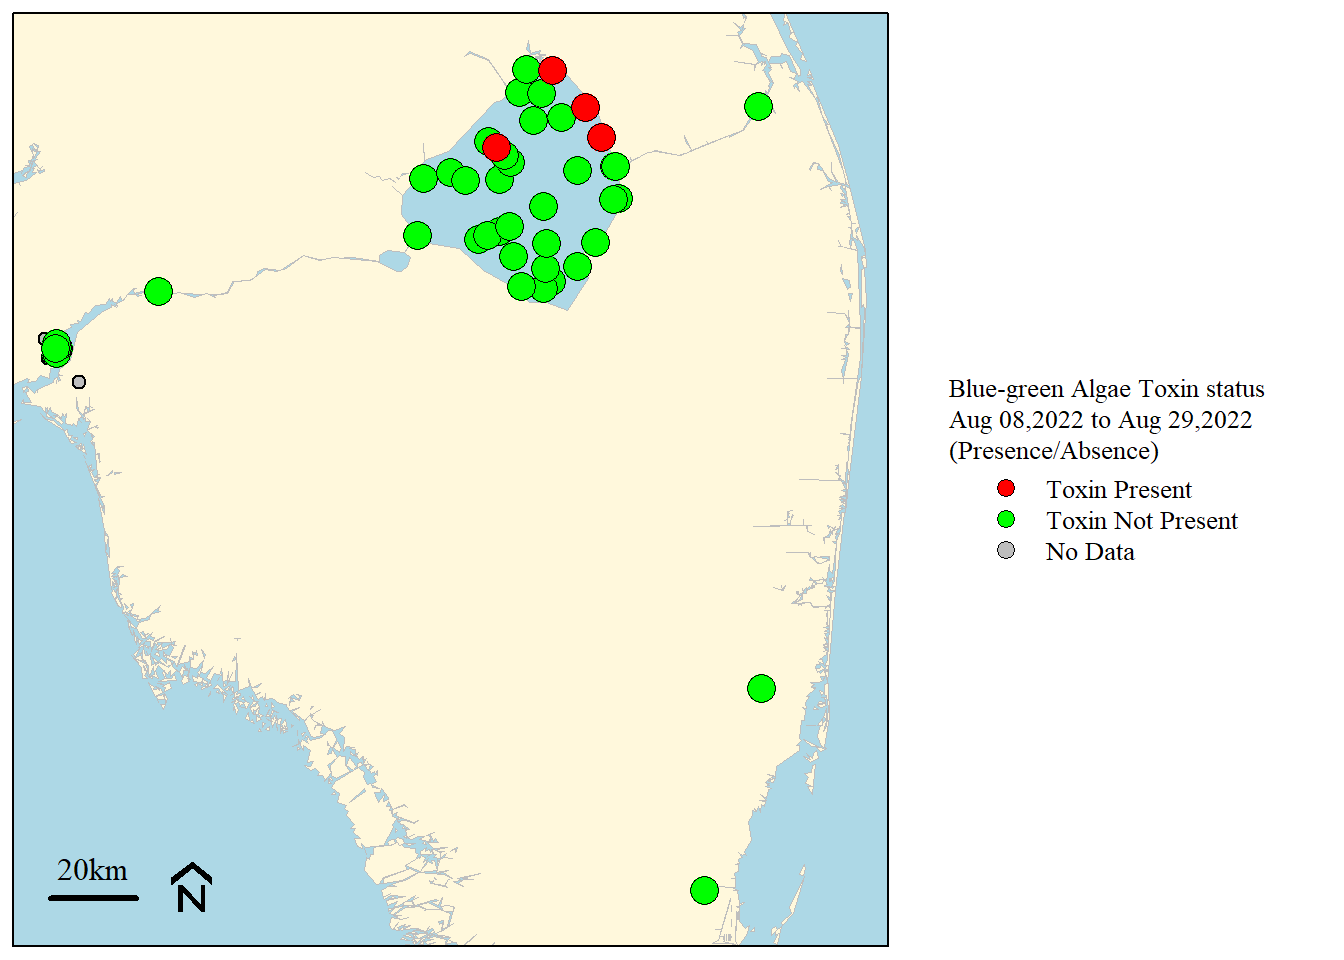 Blue-green Algae Toxin status
Aug 08,2022 to Aug 29,2022
(Presence/Absence)
Toxin Present
Toxin Not Present
No Data
20km
N